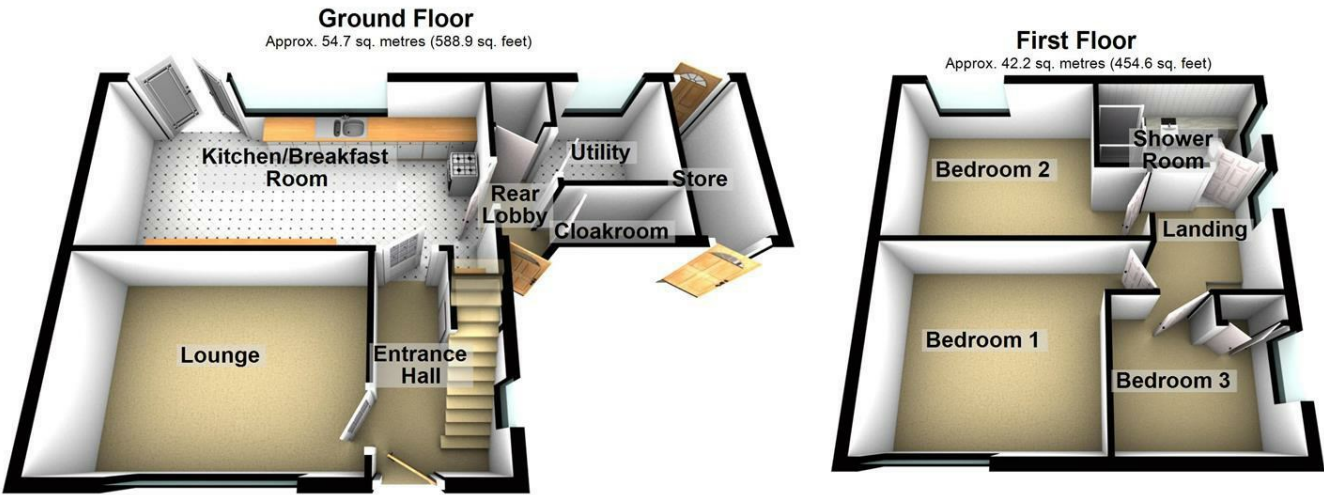 Ground Floor
Approx. 54.7 sq. metres (588.9 sq. feet)
Kitchen/Breakfast
Room
Utility
Rear
Lobby
Store
Cloakroom
Lounge
Entrance
Hall
First Floor
Approx. 42.2 sq. metres (454.6 sq. feet)
Shower
Room
Bedroom 2
Landing
Bedroom 1
Bedroom 3